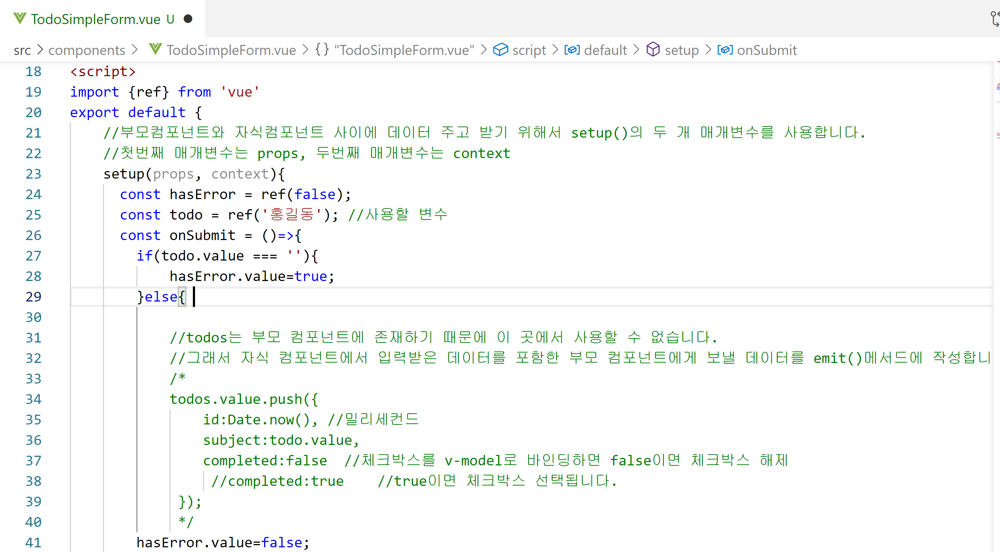 TodoSimpleForm.vue U
src > components > TodoSimpleForm.vue > {} "TodoSimpleForm.vue" > script > default > setup > onSubmit
18 <script>
19 import {ref} from 'vue'
20 export default {
21 //부모컴포넌트와 자식컴포넌트 사이에 데이터 주고 받기 위해서 setup()의 두 개 매개변수를 사용합니다.
22 //첫번째 매개변수는 props, 두번째 매개변수는 context
23 setup(props, context){
24 const hasError = ref(false);
25 const todo = ref('홍길동'); //사용할 변수
26 const onSubmit = ()=>{
27 if(todo.value === ''){
28 hasError.value=true;
29 }else{
30
31 //todos는 부모 컴포넌트에 존재하기 때문에 이 곳에서 사용할 수 없습니다.
32 //그래서 자식 컴포넌트에서 입력받은 데이터를 포함한 부모 컴포넌트에게 보낼 데이터를 emit()메서드에 작성합니
33 /*
34 todos.value.push({
35 id:Date.now(), //밀리세컨드
36 subject:todo.value,
37 completed:false //체크박스를 v-model로 바인딩하면 false이면 체크박스 해제
38 //completed:true //true이면 체크박스 선택됩니다.
39 });
40 */
41 hasError.value=false;